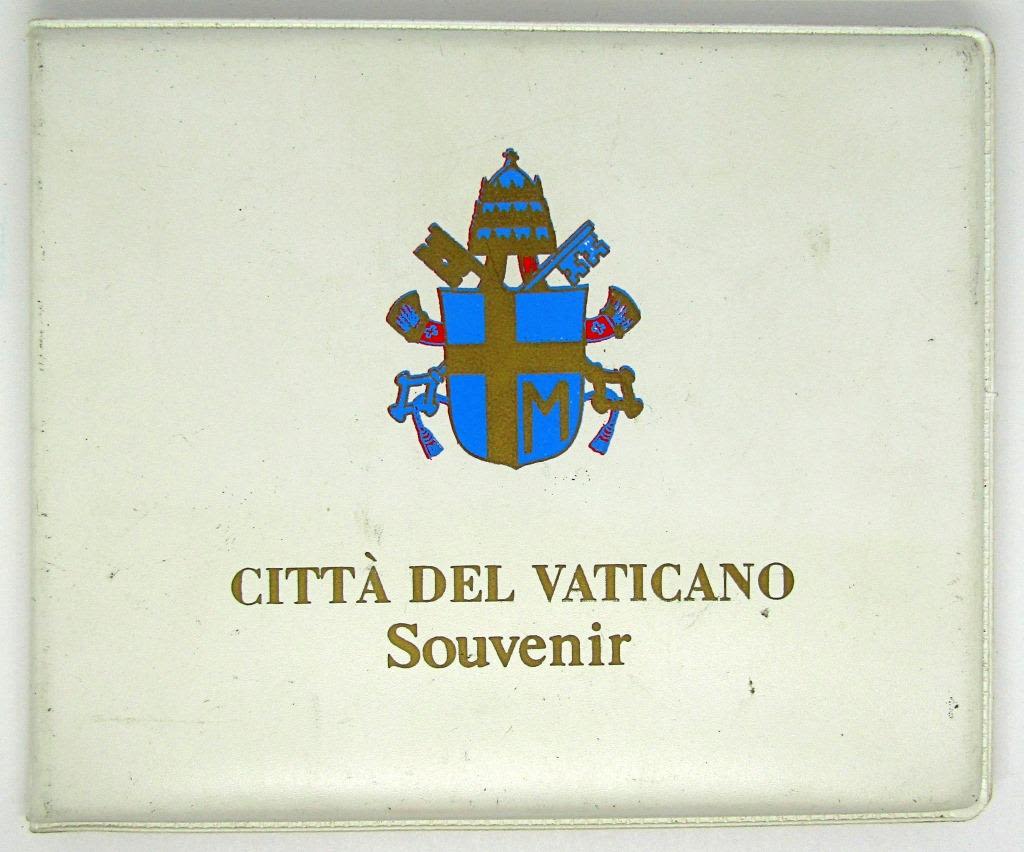 M
CITTÀ DEL VATICANO
Souvenir